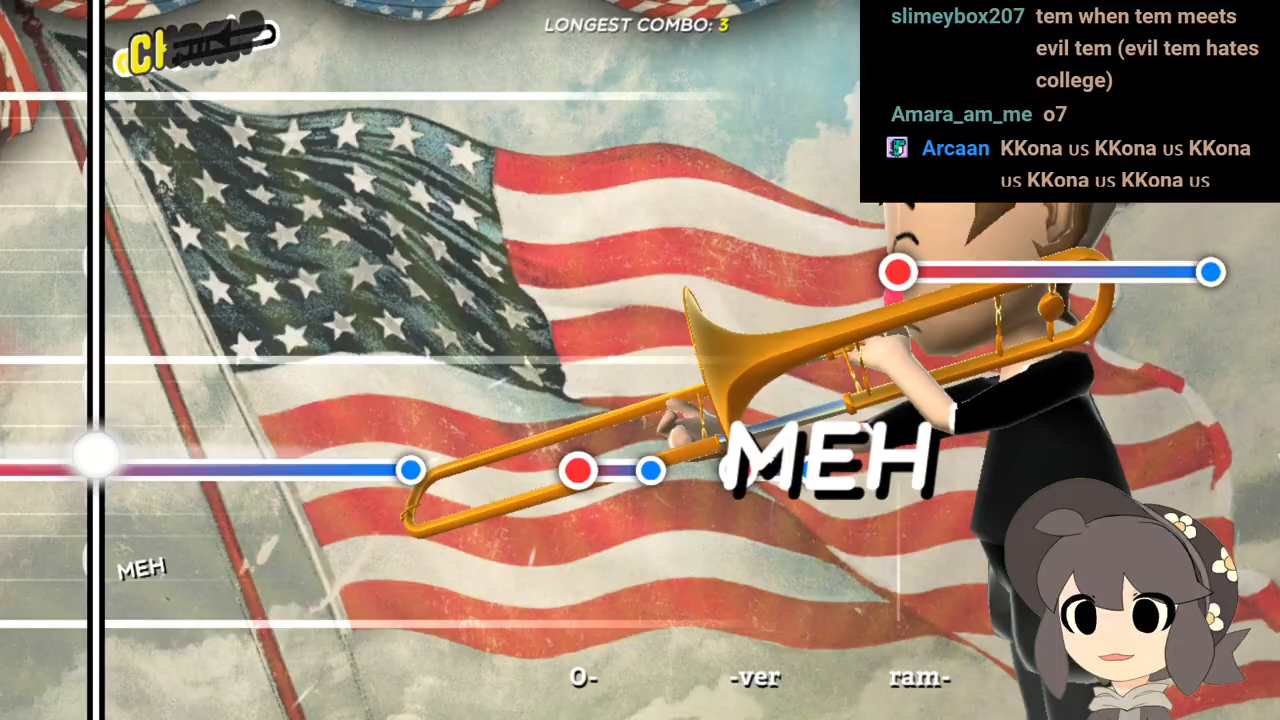 LONGEST COMBO: 3
slimeybox207 tem when tem meets
evil tem (evil tem hates
college)
Amara_am_me o7
Arcaan KKona us KKona us KKona
us KKona us KKona us
MEH
MEH
O- -ver ram-